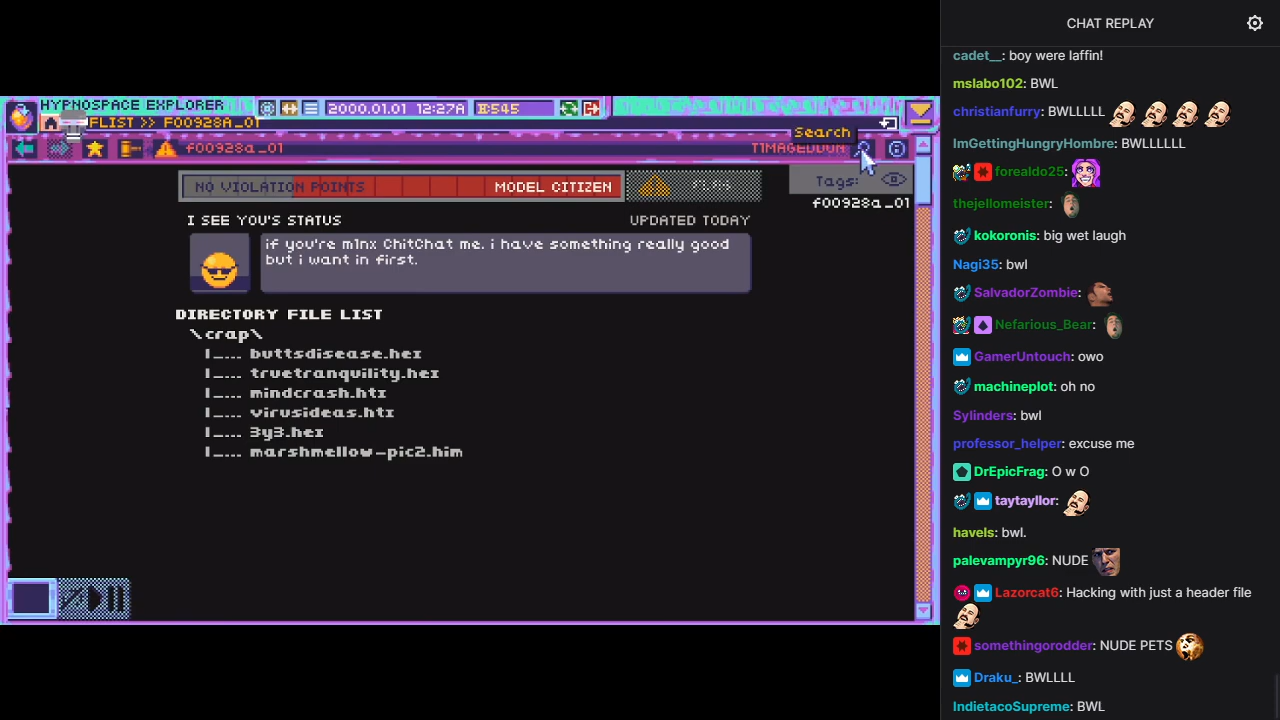 HYPNOSPACE EXPLORER
2000.01.01 12:27A
545
FLIST >> F00928A_01
Search
f00928a_01
T1MAGEDDON
NO VIOLATION POINTS
MODEL CITIZEN
Tags:
f00928a_01
I SEE YOU'S STATUS
UPDATED TODAY
if you're m1nx ChitChat me. i have something really good
but i want in first.
DIRECTORY FILE LIST
\crap\
|_... buttsdisease.hex
|_... truetranquility.hex
|_... mindcrash.htx
|_... virusideas.htx
|_... 3y3.hex
|_... marshmellow-pic2.him
CHAT REPLAY
cadet__: boy were laffin!
mslabo102: BWL
christianfurry: BWLLLLL
ImGettingHungryHombre: BWLLLLLL
forealdo25:
thejellomeister:
kokoronis: big wet laugh
Nagi35: bwl
SalvadorZombie:
Nefarious_Bear:
GamerUntouch: owo
machineplot: oh no
Sylinders: bwl
professor_helper: excuse me
DrEpicFrag: O w O
taytayllor:
havels: bwl.
palevampyr96: NUDE
Lazorcat6: Hacking with just a header file
somethingorodder: NUDE PETS
Draku_: BWLLLL
IndietacoSupreme: BWL